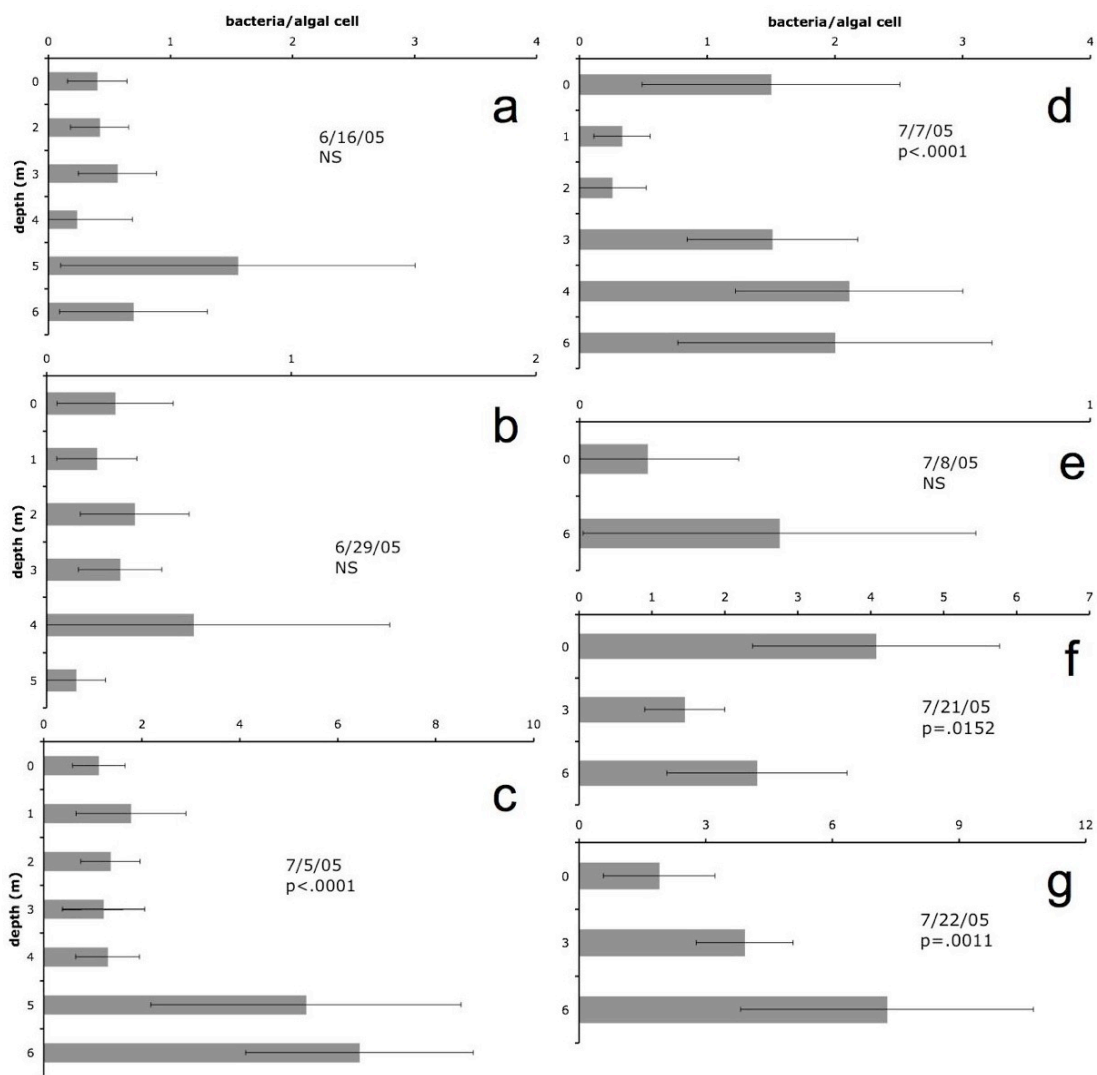 bacteria/algal cell
0 1 2 3 4
depth (m)
0
2
3
4
5
6
a
6/16/05
NS
0 1 2
depth (m)
0
1
2
3
4
5
b
6/29/05
NS
0 2 4 6 8 10
depth (m)
0
1
2
3
4
5
6
c
7/5/05
p<.0001
bacteria/algal cell
0 1 2 3 4
0
1
2
3
4
6
d
7/7/05
p<.0001
0 1
0
6
e
7/8/05
NS
0 1 2 3 4 5 6 7
0
3
6
f
7/21/05
p=.0152
0 3 6 9 12
0
3
6
g
7/22/05
p=.0011